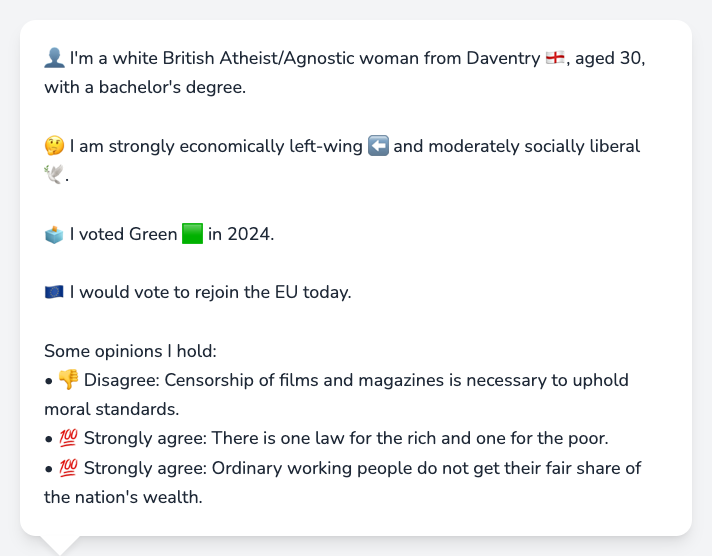 👤 I'm a white British Atheist/Agnostic woman from Daventry 🏴󠁧󠁢󠁥󠁮󠁧󠁿, aged 30,
with a bachelor's degree.
🤔 I am strongly economically left-wing ⬅️ and moderately socially liberal
🕊️.
🗳️ I voted Green 🟩 in 2024.
🇪🇺 I would vote to rejoin the EU today.
Some opinions I hold:
• 👎 Disagree: Censorship of films and magazines is necessary to uphold
moral standards.
• 💯 Strongly agree: There is one law for the rich and one for the poor.
• 💯 Strongly agree: Ordinary working people do not get their fair share of
the nation's wealth.